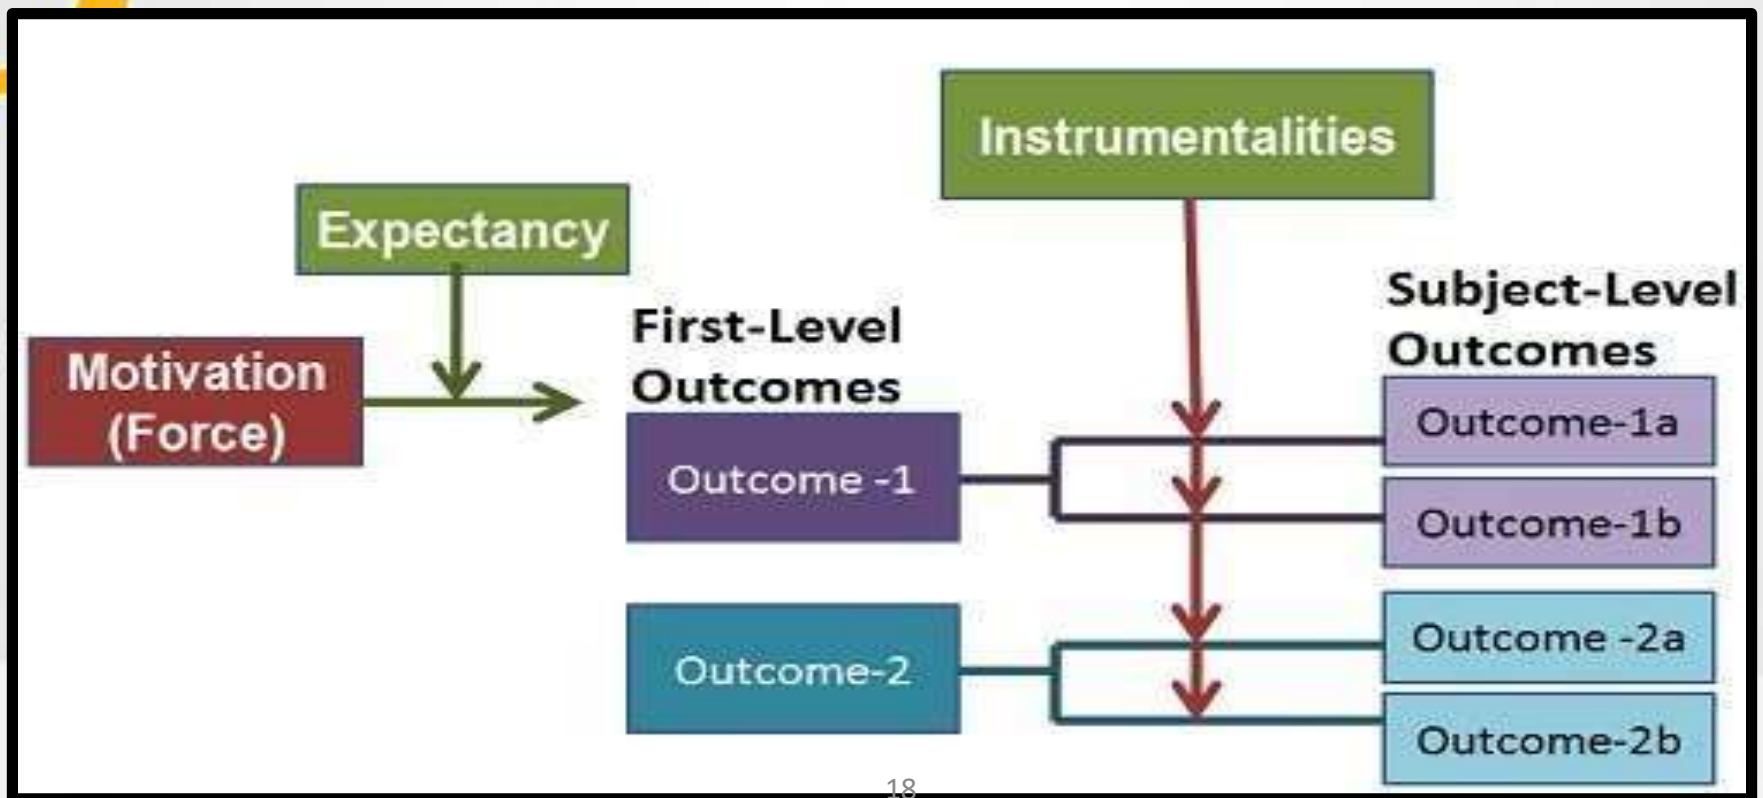 Instrumentalities
Expectancy
Motivation
(Force)
First-Level
Outcomes
Subject-Level
Outcomes
Outcome -1
Outcome-1a
Outcome-1b
Outcome-2
Outcome -2a
Outcome-2b
18